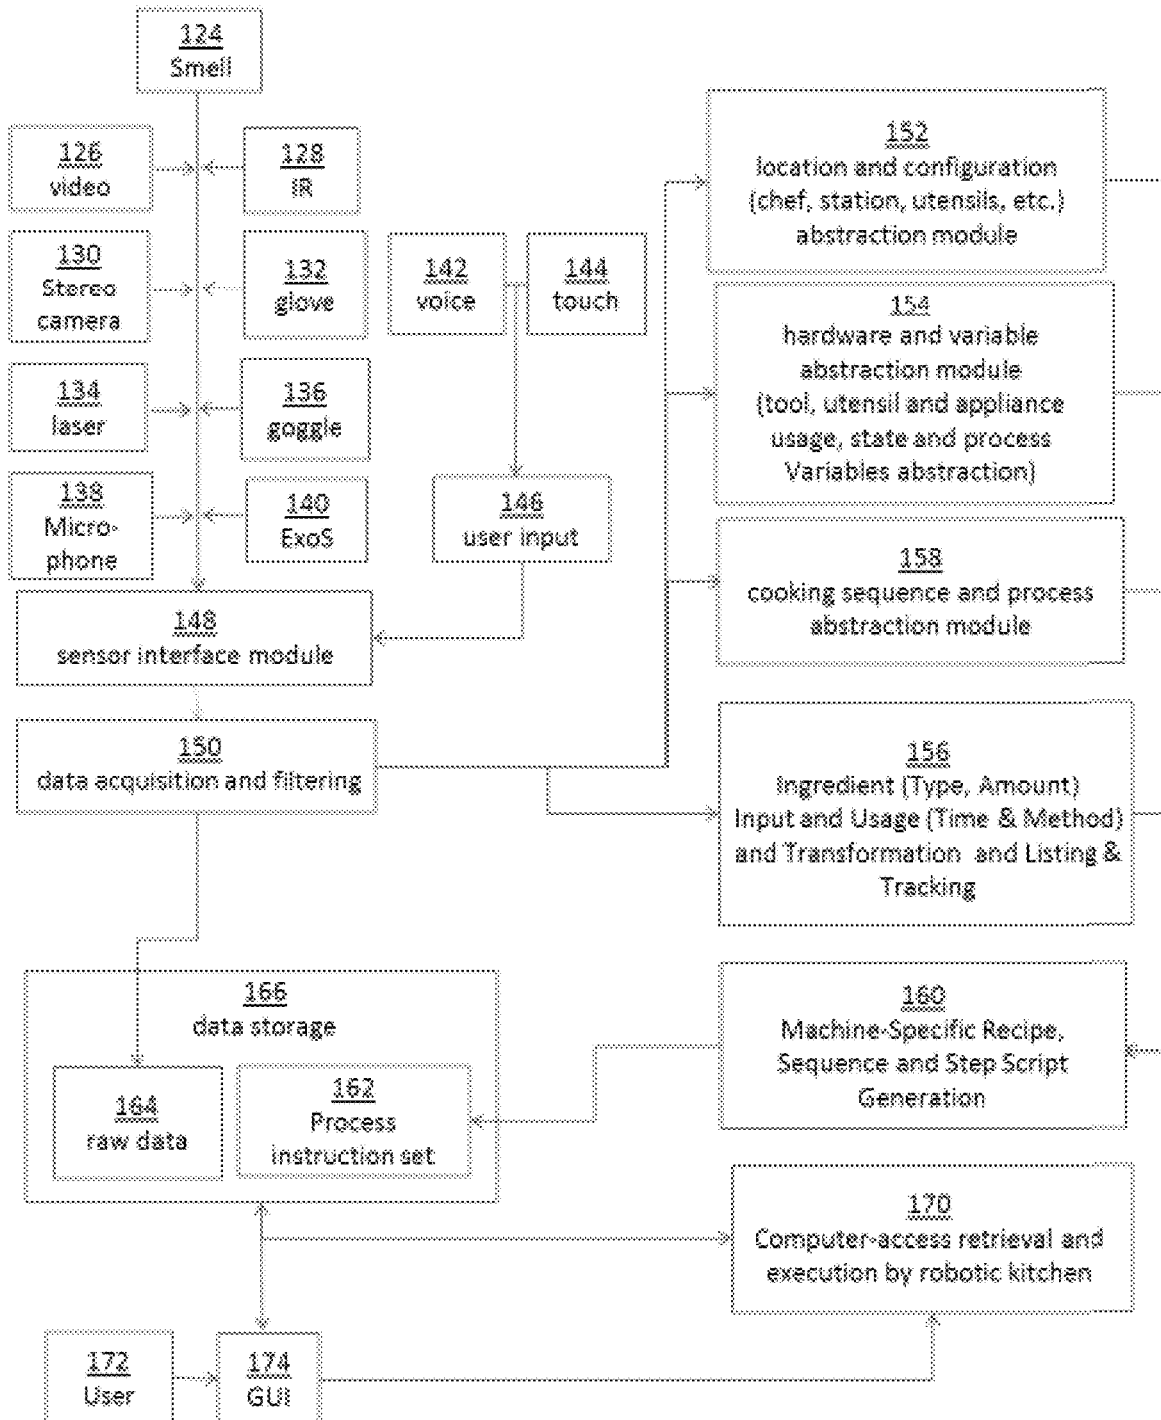 124
Smell
126
video
128
IR
130
Stereo
camera
132
glove
134
laser
136
goggle
138
Micro-
phone
140
ExoS
142
voice
144
touch
146
user input
148
sensor interface module
150
data acquisition and filtering
152
location and configuration
(chef, station, utensils, etc.)
abstraction module
154
hardware and variable
abstraction module
(tool, utensil and appliance
usage, state and process
Variables abstraction)
158
cooking sequence and process
abstraction module
156
Ingredient (Type, Amount)
Input and Usage (Time & Method)
and Transformation and Listing &
Tracking
166
data storage
164
raw data
162
Process
instruction set
160
Machine-Specific Recipe,
Sequence and Step Script
Generation
170
Computer-access retrieval and
execution by robotic kitchen
172
User
174
GUI